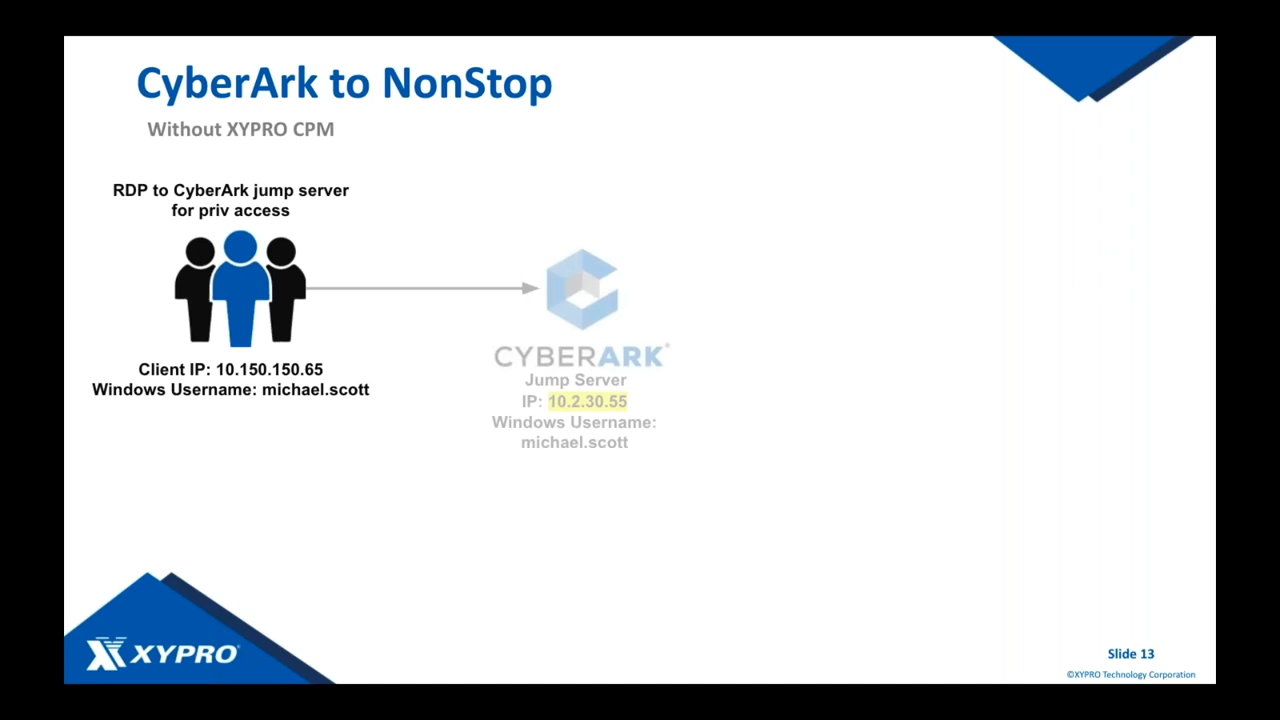 CyberArk to NonStop
Without XYPRO CPM
RDP to CyberArk jump server
for priv access
Client IP: 10.150.150.65
Windows Username: michael.scott
CYBERARK®
Jump Server
IP: 10.2.30.55
Windows Username:
michael.scott
XYPRO
Slide 13
©XYPRO Technology Corporation